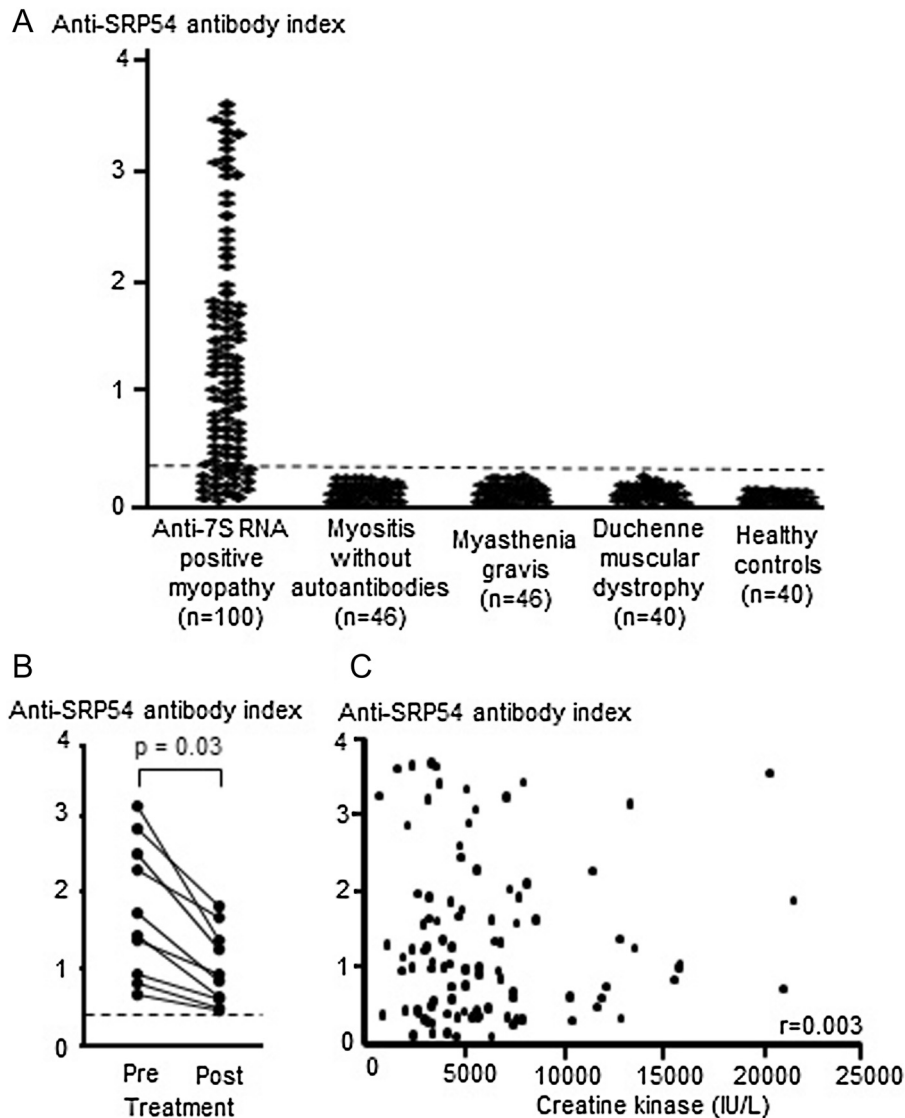 A Anti-SRP54 antibody index
4
3
2
1
0
Anti-7S RNA
positive
myopathy
(n=100)
Myositis
without
autoantibodies
(n=46)
Myasthenia
gravis
(n=46)
Duchenne
muscular
dystrophy
(n=40)
Healthy
controls
(n=40)
B
Anti-SRP54 antibody index
4
p = 0.03
3
2
1
0
Pre Post
Treatment
C
Anti-SRP54 antibody index
4
3
2
1
0
r=0.003
0 5000 10000 15000 20000 25000
Creatine kinase (IU/L)